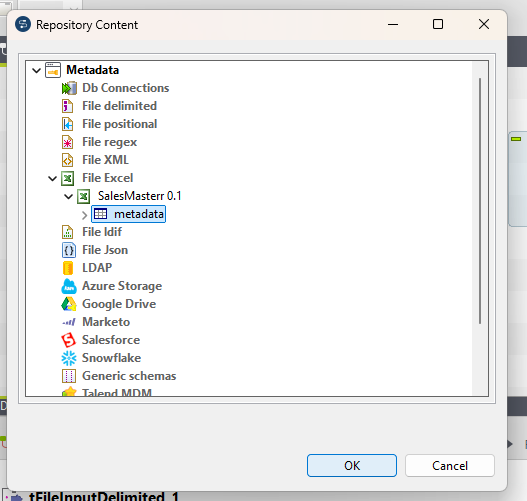 Repository Content
Metadata
Db Connections
File delimited
File positional
File regex
File XML
File Excel
SalesMasterr 0.1
metadata
File ldif
File Json
LDAP
Azure Storage
Google Drive
Marketo
Salesforce
Snowflake
Generic schemas
Talend MDM
OK
Cancel
tFileInputDelimited_1